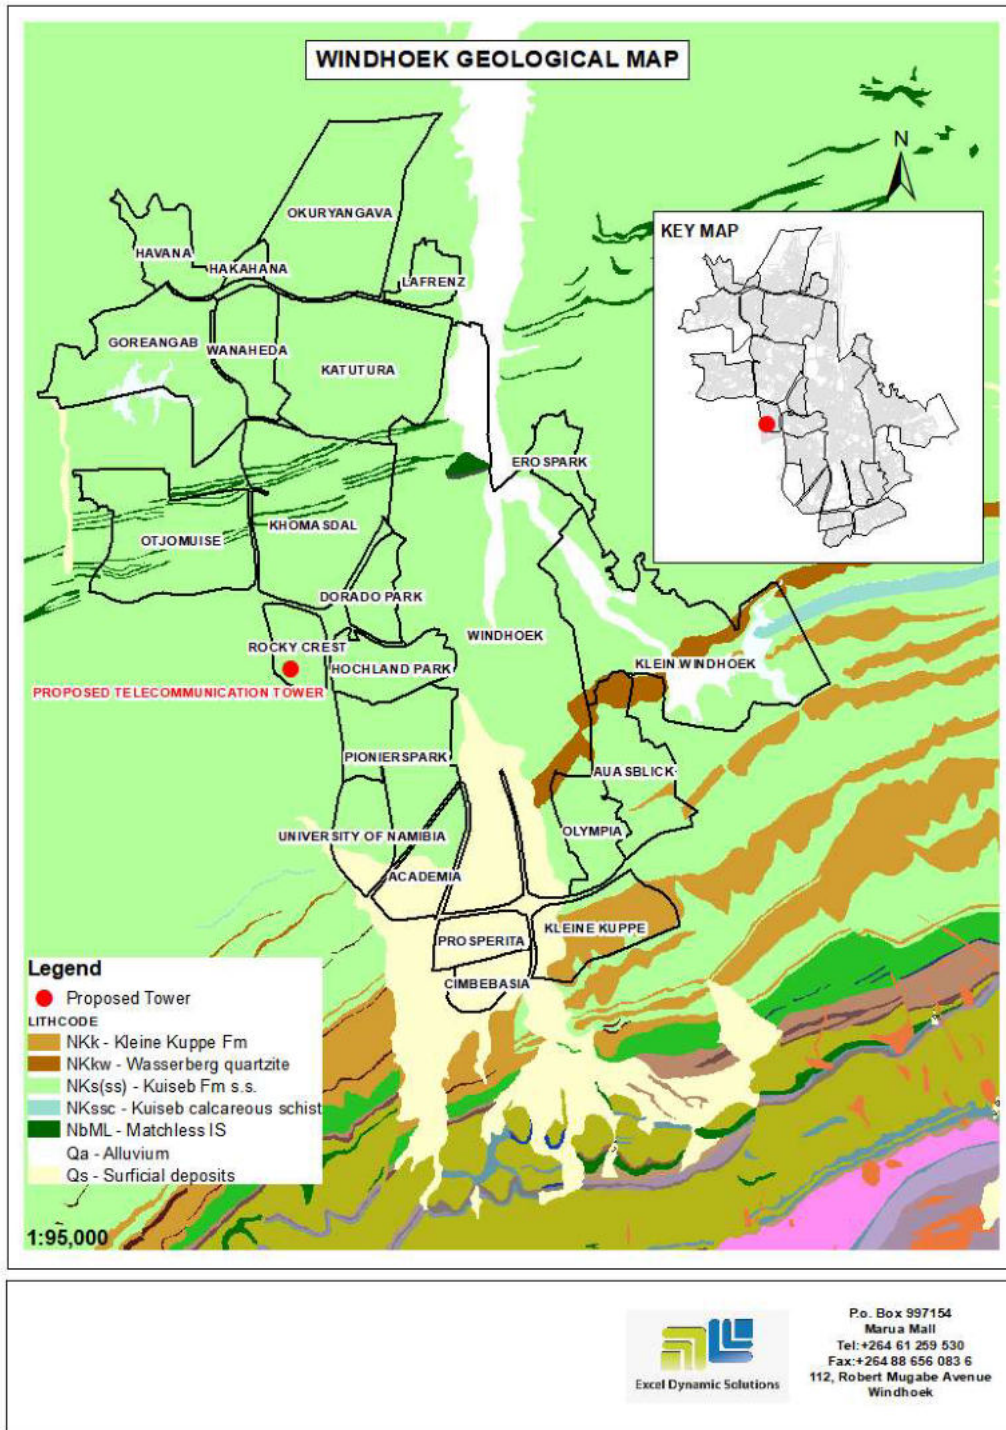 WINDHOEK GEOLOGICAL MAP
N
KEY MAP
OKURYANGAVA
HAVANA
HAKAHANA
LAFRENZ
GOREANGAB
WANAHEDA
KATUTURA
EROSPARK
KHOMASDAL
OTJOMUISE
DORADO PARK
WINDHOEK
ROCKY CREST
HOCHLAND PARK
KLEIN WINDHOEK
PROPOSED TELECOMMUNICATION TOWER
PIONIERSPARK
AUASBLICK
UNIVERSITY OF NAMIBIA
OLYMPIA
ACADEMIA
PROSPERITA
KLEINE KUPPE
CIMBEBASIA
Legend
Proposed Tower
LITHCODE
NKk - Kleine Kuppe Fm
NKkw - Wasserberg quartzite
NKs(ss) - Kuiseb Fm s.s.
NKssc - Kuiseb calcareous schist
NbML - Matchless IS
Qa - Alluvium
Qs - Surficial deposits
1:95,000
Excel Dynamic Solutions
P.o. Box 997154
Marua Mall
Tel:+264 61 259 530
Fax:+264 88 656 083 6
112, Robert Mugabe Avenue
Windhoek